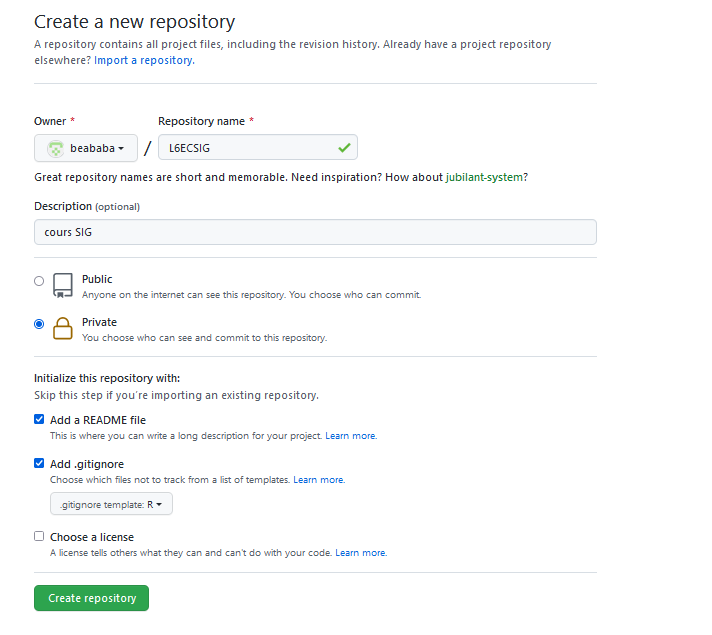 Create a new repository
A repository contains all project files, including the revision history. Already have a project repository
elsewhere? Import a repository.
Owner * Repository name *
beababa / L6ECSIG
Great repository names are short and memorable. Need inspiration? How about jubilant-system?
Description (optional)
cours SIG
Public
Anyone on the internet can see this repository. You choose who can commit.
Private
You choose who can see and commit to this repository.
Initialize this repository with:
Skip this step if you're importing an existing repository.
Add a README file
This is where you can write a long description for your project. Learn more.
Add .gitignore
Choose which files not to track from a list of templates. Learn more.
.gitignore template: R
Choose a license
A license tells others what they can and can't do with your code. Learn more.
Create repository